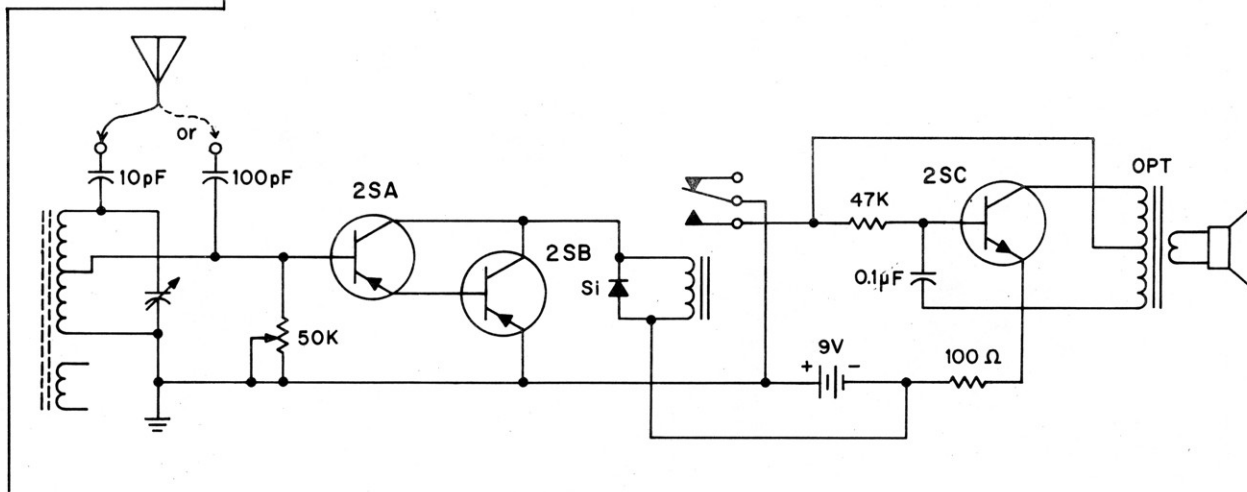 or
10pF
100pF
2SA
2SB
50K
Si
9V
+
−
100 Ω
47K
0.1µF
2SC
OPT